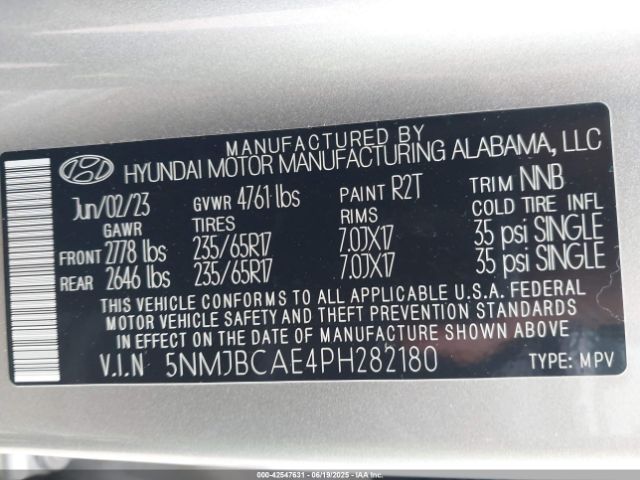 MANUFACTURED BY
HYUNDAI MOTOR MANUFACTURING ALABAMA, LLC
Jun/02/23 GVWR 4761 lbs PAINT R2T TRIM NNB
GAWR TIRES RIMS COLD TIRE INFL
FRONT 2778 lbs 235/65R17 7.0JX17 35 psi SINGLE
REAR 2646 lbs 235/65R17 7.0JX17 35 psi SINGLE
THIS VEHICLE CONFORMS TO ALL APPLICABLE U.S.A. FEDERAL
MOTOR VEHICLE SAFETY AND THEFT PREVENTION STANDARDS
IN EFFECT ON THE DATE OF MANUFACTURE SHOWN ABOVE
V.I.N 5NMJBCAE4PH282180 TYPE: MPV
000-42547631 - 06/19/2025 - COPYRIGHT IAA, LLC.